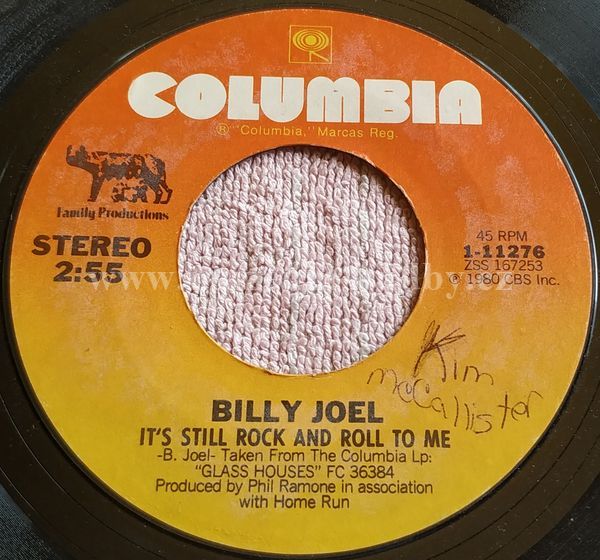 COLUMBIA
® "Columbia," Marcas Reg.
Family Productions
STEREO
2:55
45 RPM
1-11276
ZSS 167253
℗ 1980 CBS Inc.
Kim
McCallister
BILLY JOEL
IT'S STILL ROCK AND ROLL TO ME
-B. Joel- Taken From The Columbia Lp:
"GLASS HOUSES" FC 36384
Produced by Phil Ramone in association
with Home Run